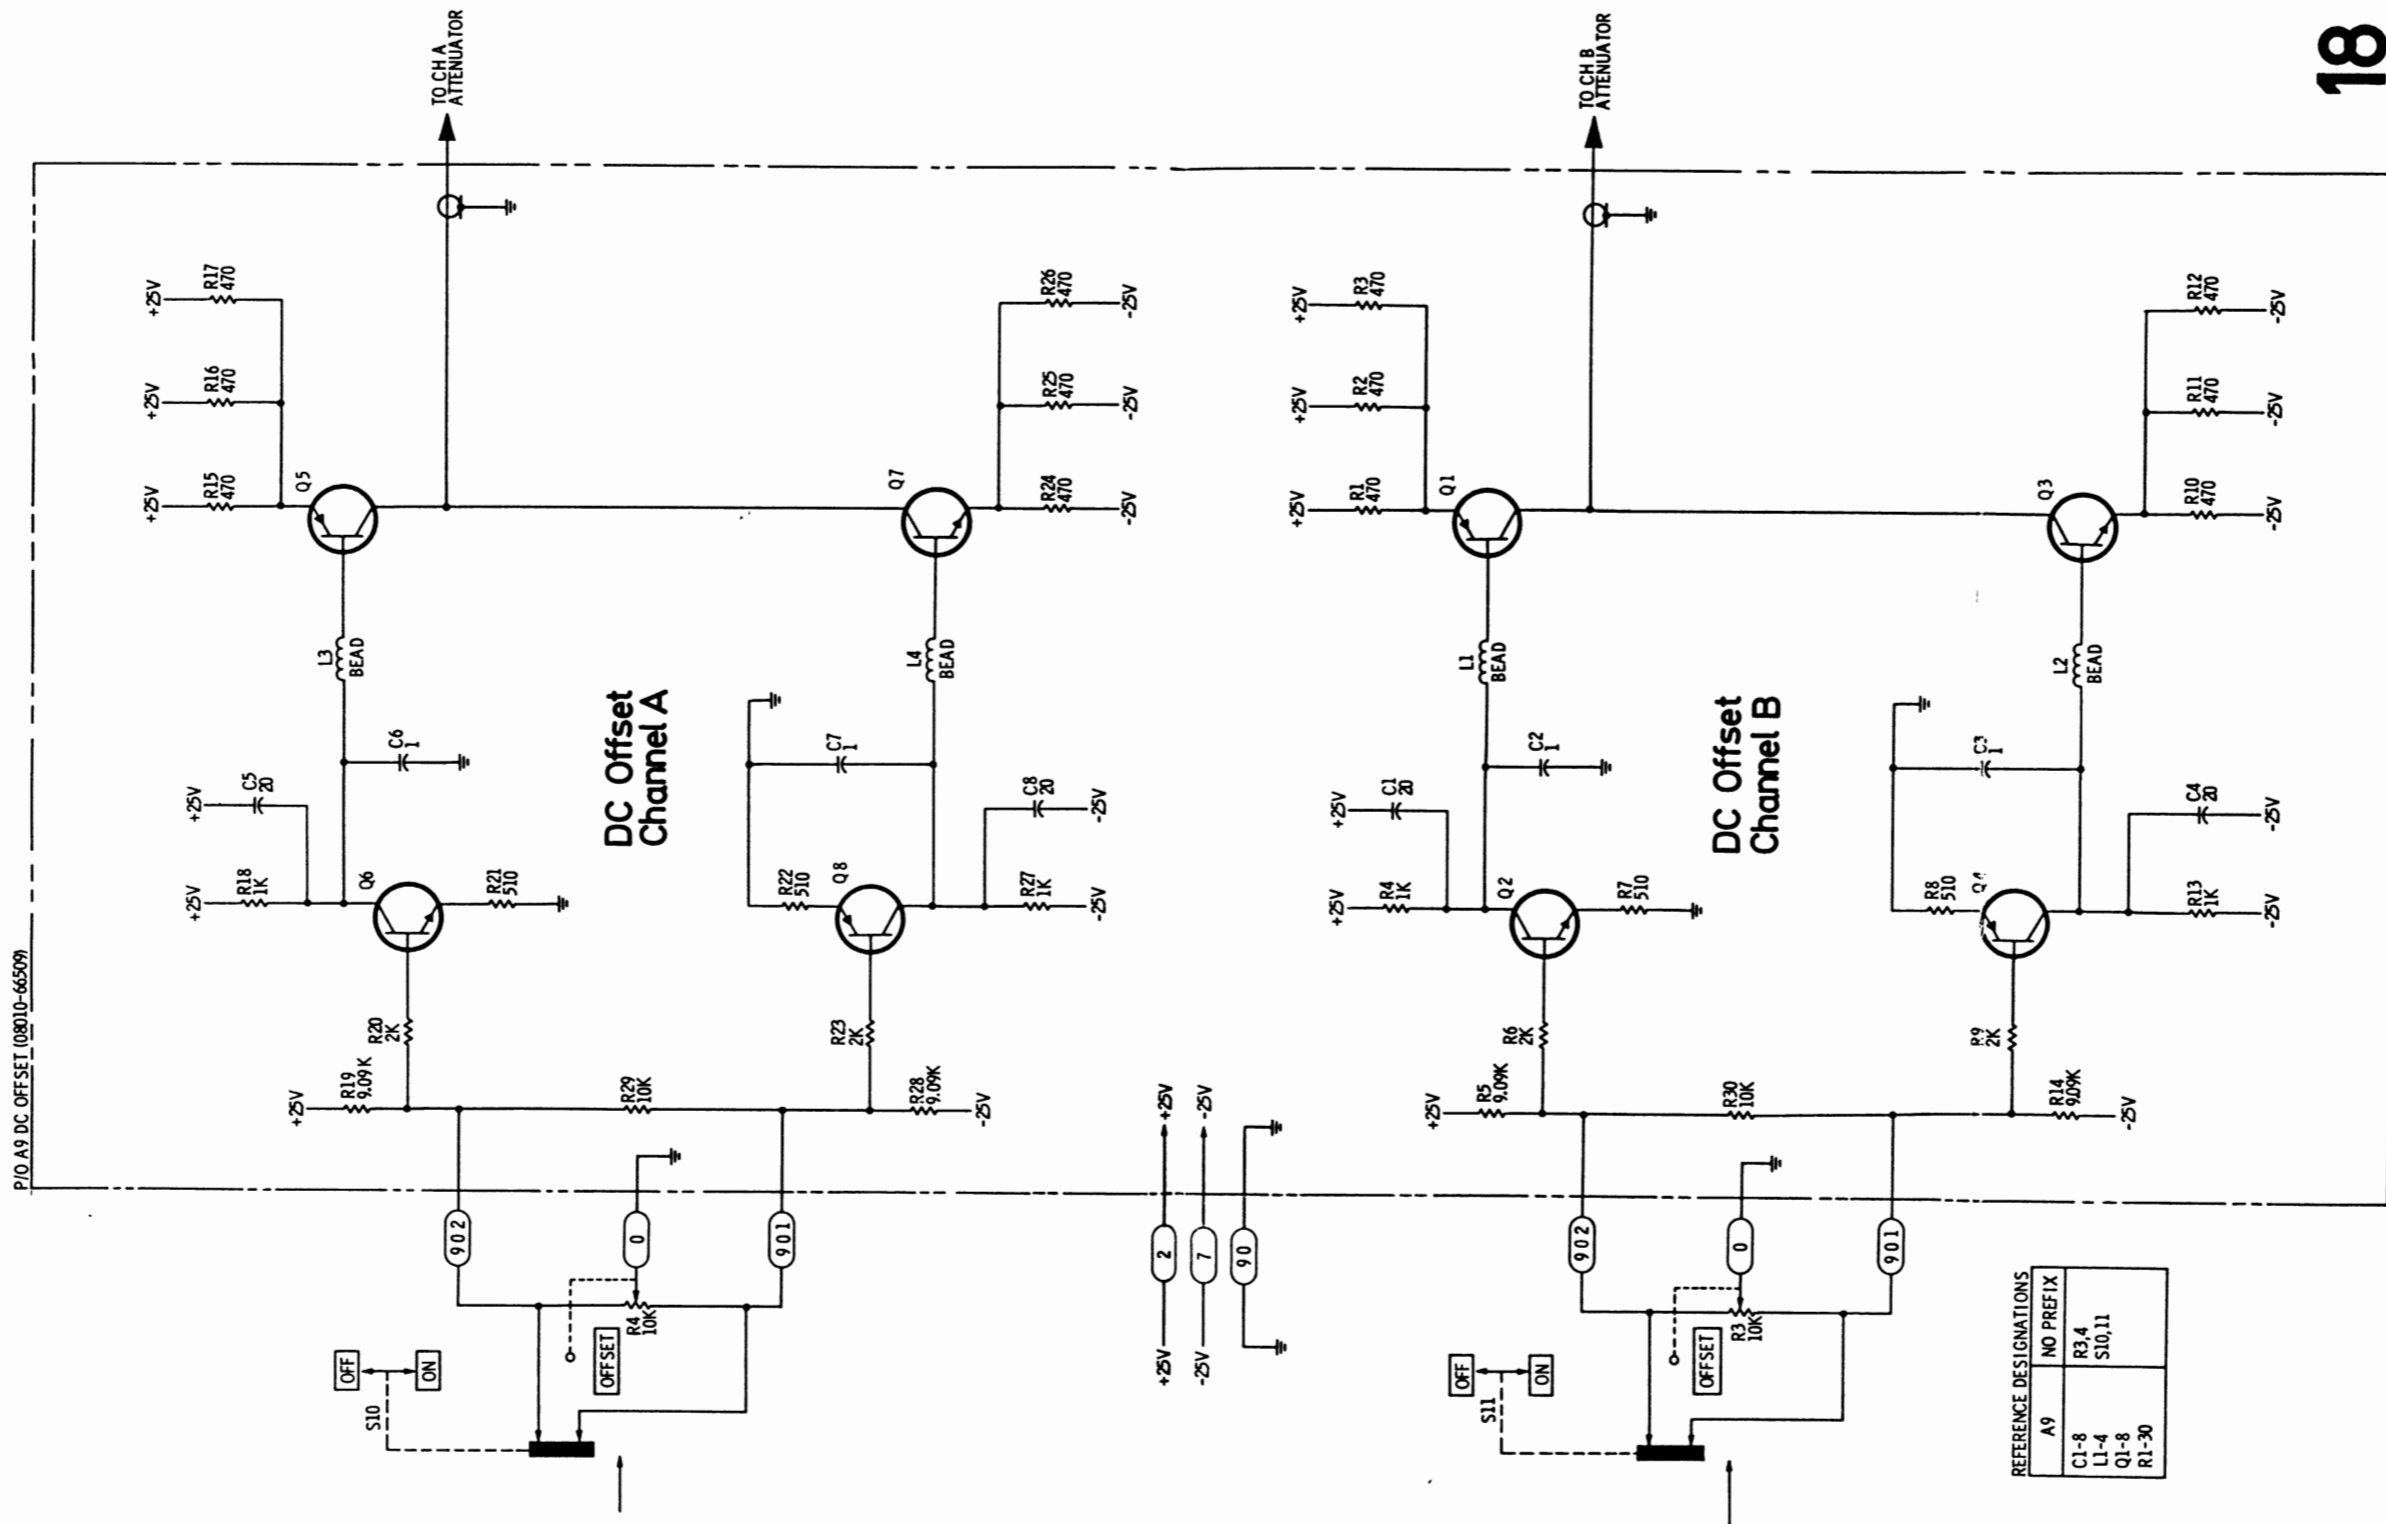 P/O A9 DC OFFSET (08010-66509)
TO CH A
ATTENUATOR
+25V
R17
470
+25V
R16
470
+25V
R15
470
Q5
L3
BEAD
C6
1
+25V
C5
20
+25V
R18
1K
Q6
R21
510
R20
2K
+25V
R19
9.09K
R29
10K
R28
9.09K
-25V
R23
2K
Q8
R22
510
C7
1
L4
BEAD
Q7
R26
470
-25V
R25
470
-25V
R24
470
-25V
C8
20
-25V
R27
1K
-25V
DC Offset
Channel A
902
0
901
R4
10K
OFFSET
OFF
ON
S10
+25V
2
+25V
-25V
7
-25V
90
TO CH B
ATTENUATOR
+25V
R3
470
+25V
R2
470
+25V
R1
470
Q1
L1
BEAD
C2
1
+25V
C1
20
+25V
R4
1K
Q2
R7
510
R6
2K
+25V
R5
9.09K
R30
10K
R14
9.09K
-25V
R9
2K
Q4
R8
510
C3
1
L2
BEAD
Q3
R12
470
-25V
R11
470
-25V
R10
470
-25V
C4
20
-25V
R13
1K
-25V
DC Offset
Channel B
902
0
901
R3
10K
OFFSET
OFF
ON
S11
REFERENCE DESIGNATIONS
A9 NO PREFIX
C1-8 R3,4
L1-4 S10,11
Q1-8
R1-30
18